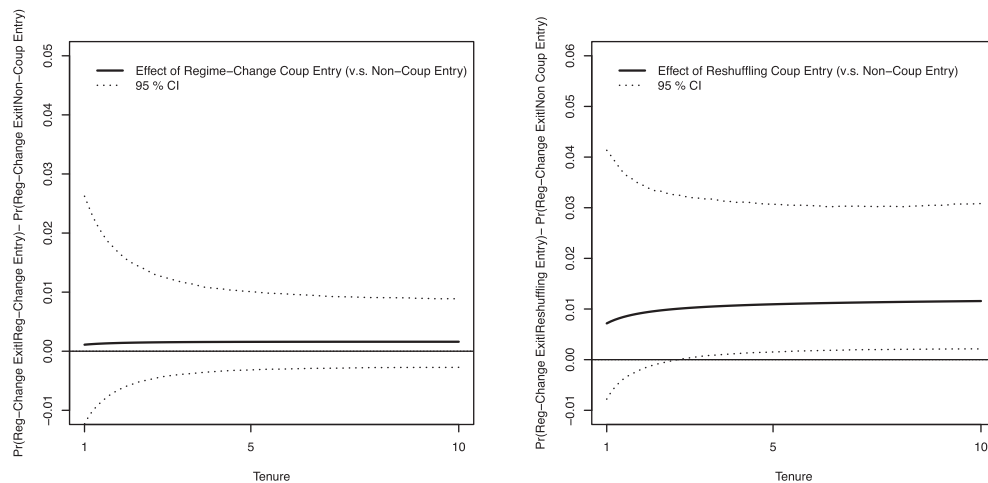 Pr(Reg−Change Exit|Reg−Change Entry)− Pr(Reg−Change Exit|Non−Coup Entry)
0.05
0.04
0.03
0.02
0.01
0.00
−0.01
Effect of Regime−Change Coup Entry (v.s. Non−Coup Entry)
95 % CI
1
5
10
Tenure
Pr(Reg−Change Exit|Reshuffling Entry)− Pr(Reg−Change Exit|Non Coup Entry)
0.06
0.05
0.04
0.03
0.02
0.01
0.00
−0.01
Effect of Reshuffling Coup Entry (v.s. Non−Coup Entry)
95 % CI
1
5
10
Tenure